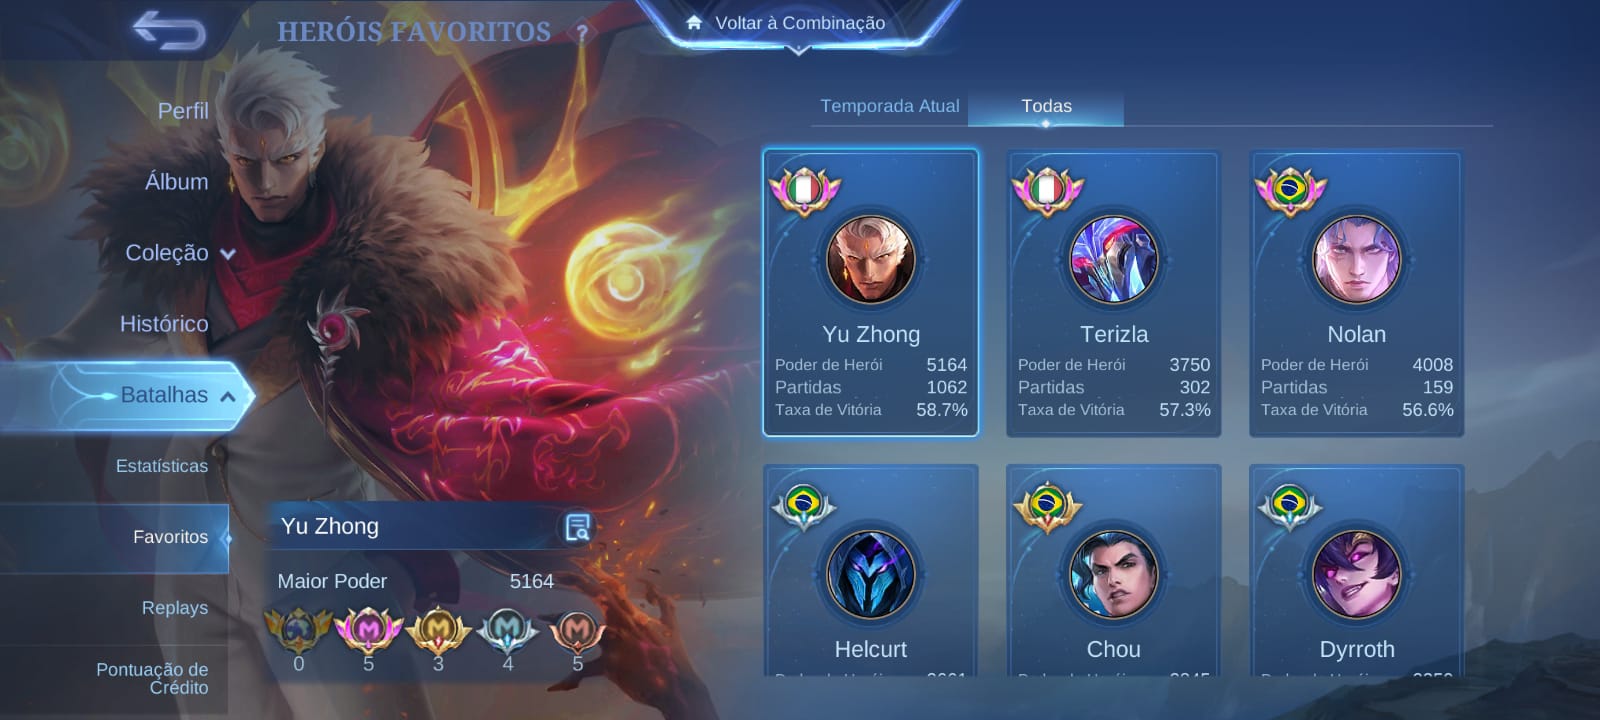 HERÓIS FAVORITOS ?
Voltar à Combinação
Perfil
Álbum
Coleção
Histórico
Batalhas
Estatísticas
Favoritos
Replays
Pontuação de
Crédito
Temporada Atual
Todas
Yu Zhong
Poder de Herói 5164
Partidas 1062
Taxa de Vitória 58.7%
Terizla
Poder de Herói 3750
Partidas 302
Taxa de Vitória 57.3%
Nolan
Poder de Herói 4008
Partidas 159
Taxa de Vitória 56.6%
Helcurt
Chou
Dyrroth
Yu Zhong
Maior Poder 5164
M M M M
0 5 3 4 5